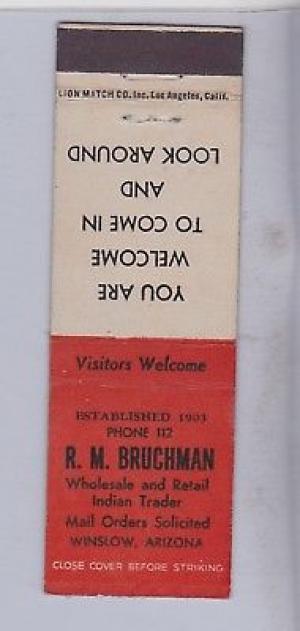 LION MATCH CO. Inc. Los Angeles, Calif.
YOU ARE
WELCOME
TO COME IN
AND
LOOK AROUND
Visitors Welcome
ESTABLISHED 1903
PHONE 112
R. M. BRUCHMAN
Wholesale and Retail
Indian Trader
Mail Orders Solicited
WINSLOW, ARIZONA
CLOSE COVER BEFORE STRIKING